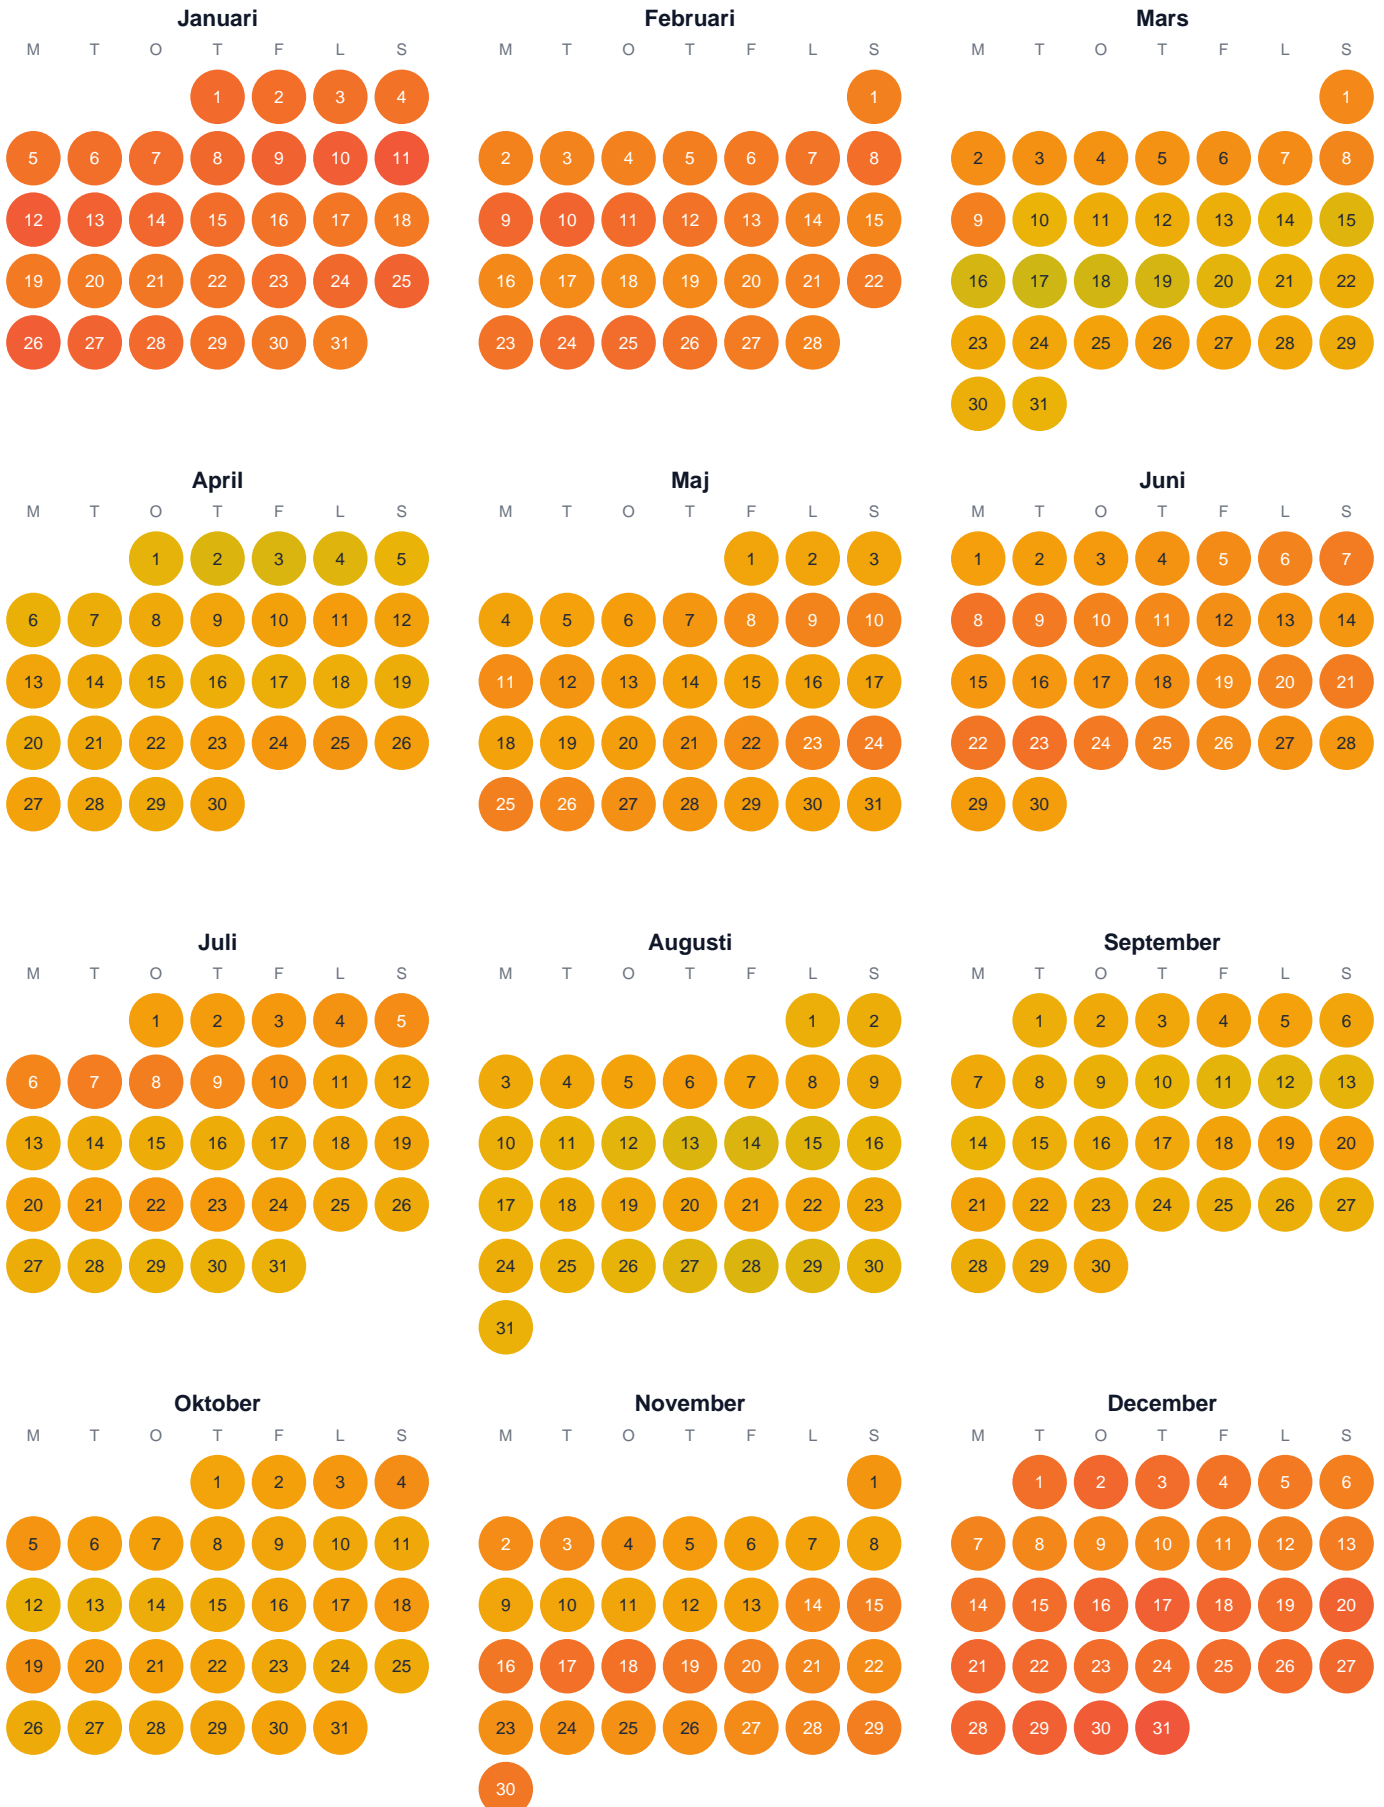 Januari Februari Mars
M T O T F L S M T O T F L S M T O T F L S
1 2 3 4 1 1
5 6 7 8 9 10 11 2 3 4 5 6 7 8 2 3 4 5 6 7 8
12 13 14 15 16 17 18 9 10 11 12 13 14 15 9 10 11 12 13 14 15
19 20 21 22 23 24 25 16 17 18 19 20 21 22 16 17 18 19 20 21 22
26 27 28 29 30 31 23 24 25 26 27 28 23 24 25 26 27 28 29
30 31
April Maj Juni
M T O T F L S M T O T F L S M T O T F L S
1 2 3 4 5 1 2 3 1 2 3 4 5 6 7
6 7 8 9 10 11 12 4 5 6 7 8 9 10 8 9 10 11 12 13 14
13 14 15 16 17 18 19 11 12 13 14 15 16 17 15 16 17 18 19 20 21
20 21 22 23 24 25 26 18 19 20 21 22 23 24 22 23 24 25 26 27 28
27 28 29 30 25 26 27 28 29 30 31 29 30
Juli Augusti September
M T O T F L S M T O T F L S M T O T F L S
1 2 3 4 5 1 2 1 2 3 4 5 6
6 7 8 9 10 11 12 3 4 5 6 7 8 9 7 8 9 10 11 12 13
13 14 15 16 17 18 19 10 11 12 13 14 15 16 14 15 16 17 18 19 20
20 21 22 23 24 25 26 17 18 19 20 21 22 23 21 22 23 24 25 26 27
27 28 29 30 31 24 25 26 27 28 29 30 28 29 30
31
Oktober November December
M T O T F L S M T O T F L S M T O T F L S
1 2 3 4 1 1 2 3 4 5 6
5 6 7 8 9 10 11 2 3 4 5 6 7 8 7 8 9 10 11 12 13
12 13 14 15 16 17 18 9 10 11 12 13 14 15 14 15 16 17 18 19 20
19 20 21 22 23 24 25 16 17 18 19 20 21 22 21 22 23 24 25 26 27
26 27 28 29 30 31 23 24 25 26 27 28 29 28 29 30 31
30